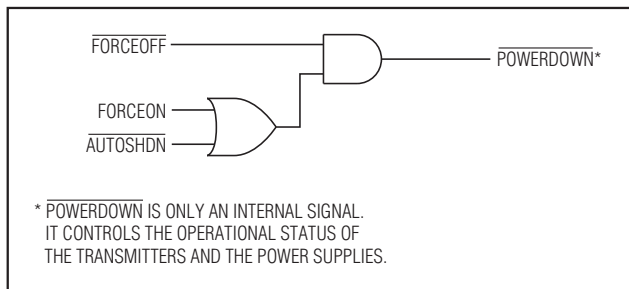 FORCEOFF
POWERDOWN*
FORCEON
AUTOSHDN
* POWERDOWN IS ONLY AN INTERNAL SIGNAL.
IT CONTROLS THE OPERATIONAL STATUS OF
THE TRANSMITTERS AND THE POWER SUPPLIES.